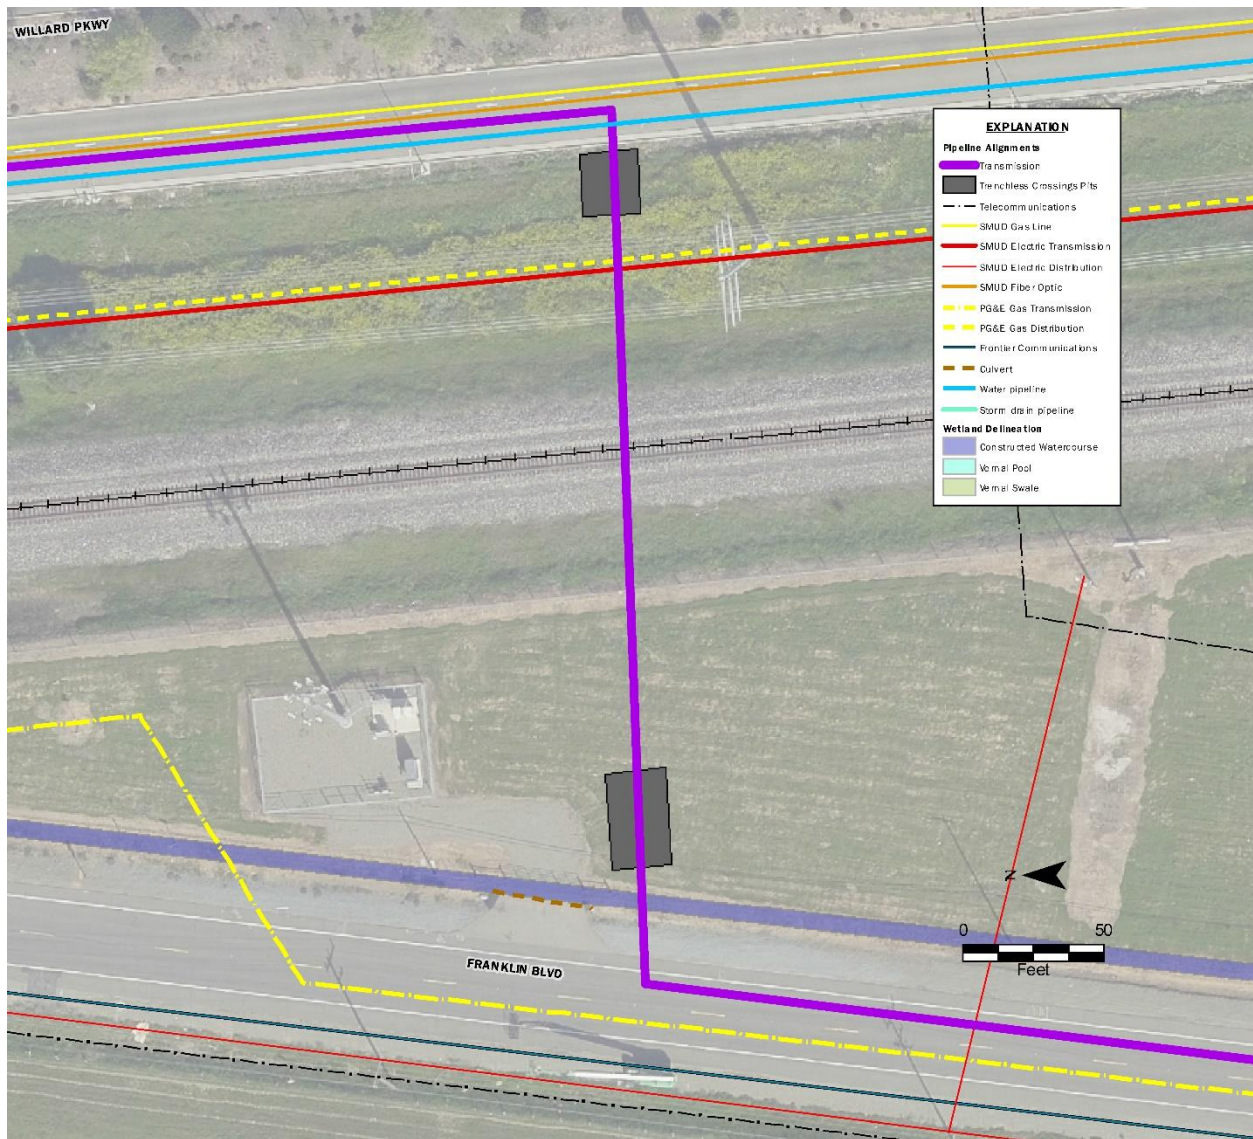 WILLARD PKWY
EXPLANATION
Pipeline Alignments
Transmission
Trenchless Crossings Pits
Telecommunications
SMUD Gas Line
SMUD Electric Transmission
SMUD Electric Distribution
SMUD Fiber Optic
PG&E Gas Transmission
PG&E Gas Distribution
Frontier Communications
Culvert
Water pipeline
Storm drain pipeline
Wetland Delineation
Constructed Watercourse
Vernal Pool
Vernal Swale
N
0 50
Feet
FRANKLIN BLVD